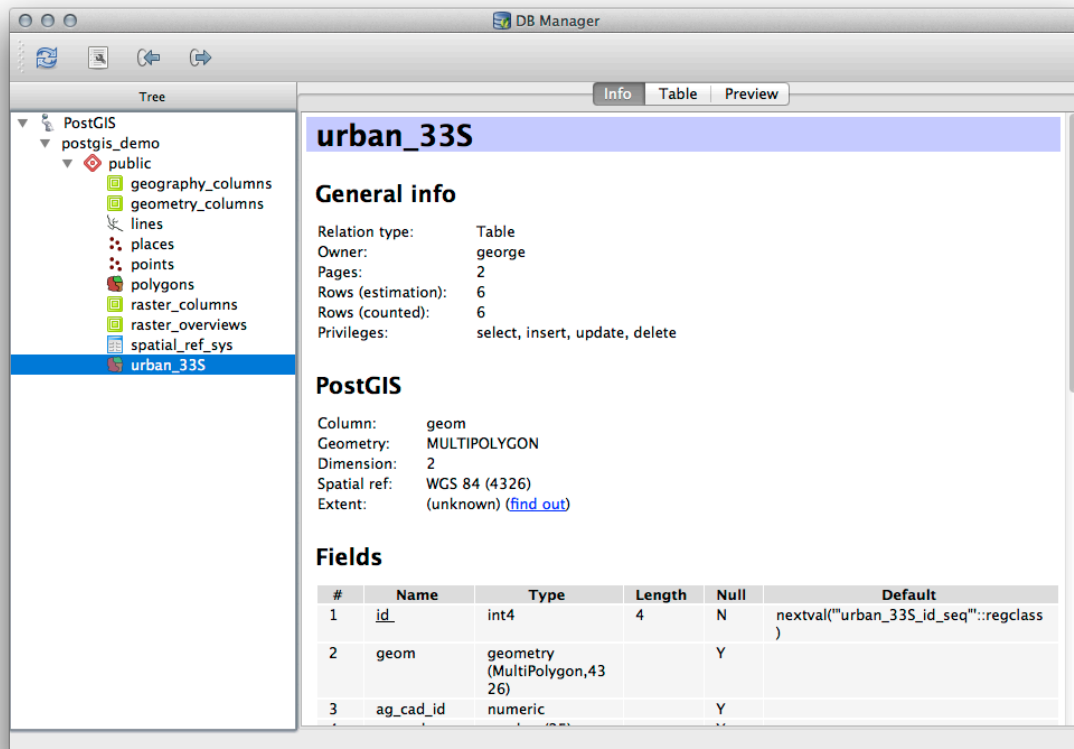 DB Manager
Tree
Info Table Preview
PostGIS
postgis_demo
public
geography_columns
geometry_columns
lines
places
points
polygons
raster_columns
raster_overviews
spatial_ref_sys
urban_33S
urban_33S
General info
Relation type: Table
Owner: george
Pages: 2
Rows (estimation): 6
Rows (counted): 6
Privileges: select, insert, update, delete
PostGIS
Column: geom
Geometry: MULTIPOLYGON
Dimension: 2
Spatial ref: WGS 84 (4326)
Extent: (unknown) (find out)
Fields
# Name Type Length Null Default
1 id int4 4 N nextval('"urban_33S_id_seq"'::regclass
)
2 geom geometry Y
(MultiPolygon,43
26)
3 ag_cad_id numeric Y